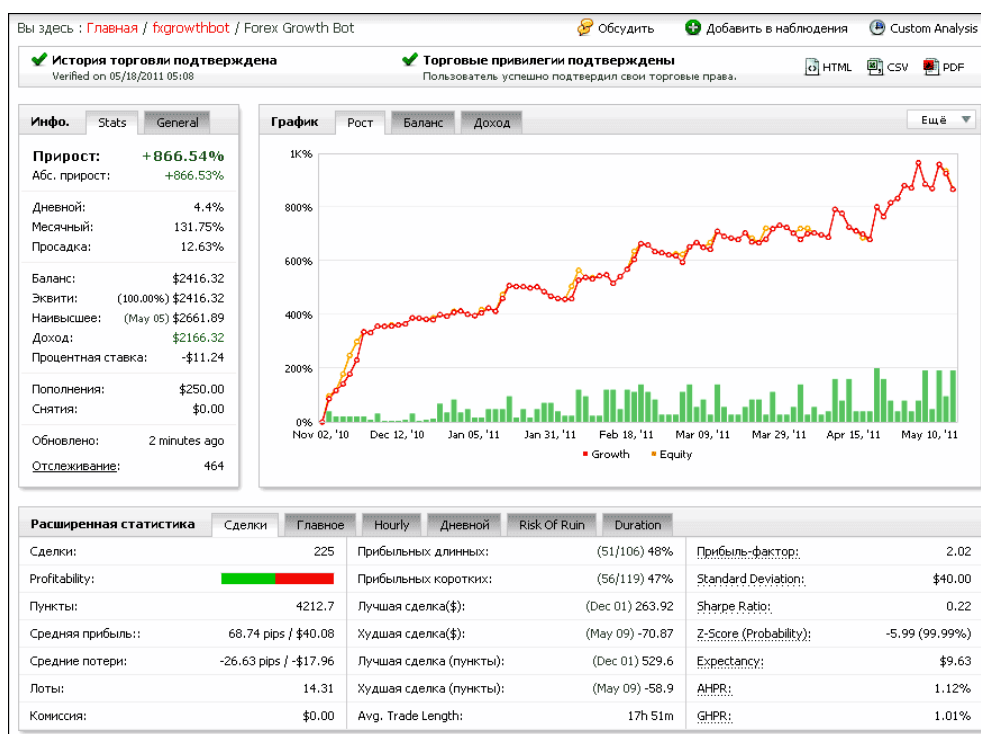 Вы здесь : Главная / fxgrowthbot / Forex Growth Bot
Обсудить
Добавить в наблюдения
Custom Analysis
История торговли подтверждена
Verified on 05/18/2011 05:08
Торговые привилегии подтверждены
Пользователь успешно подтвердил свои торговые права.
HTML
CSV
PDF
Инфо. Stats General
Прирост: +866.54%
Абс. прирост: +866.53%
Дневной: 4.4%
Месячный: 131.75%
Просадка: 12.63%
Баланс: $2416.32
Эквити: (100.00%) $2416.32
Наивысшее: (May 05) $2661.89
Доход: $2166.32
Процентная ставка: -$11.24
Пополнения: $250.00
Снятия: $0.00
Обновлено: 2 minutes ago
Отслеживание: 464
График Рост Баланс Доход Ещё
1K%
800%
600%
400%
200%
0%
Nov 02, '10 Dec 12, '10 Jan 05, '11 Jan 31, '11 Feb 18, '11 Mar 09, '11 Mar 29, '11 Apr 15, '11 May 10, '11
Growth Equity
Расширенная статистика Сделки Главное Hourly Дневной Risk Of Ruin Duration
Сделки: 225 Прибыльных длинных: (51/106) 48% Прибыль-фактор: 2.02
Profitability: Прибыльных коротких: (56/119) 47% Standard Deviation: $40.00
Пункты: 4212.7 Лучшая сделка($): (Dec 01) 263.92 Sharpe Ratio: 0.22
Средняя прибыль:: 68.74 pips / $40.08 Худшая сделка($): (May 09) -70.87 Z-Score (Probability): -5.99 (99.99%)
Средние потери: -26.63 pips / -$17.96 Лучшая сделка (пункты): (Dec 01) 529.6 Expectancy: $9.63
Лоты: 14.31 Худшая сделка (пункты): (May 09) -58.9 AHPR: 1.12%
Комиссия: $0.00 Avg. Trade Length: 17h 51m GHPR: 1.01%